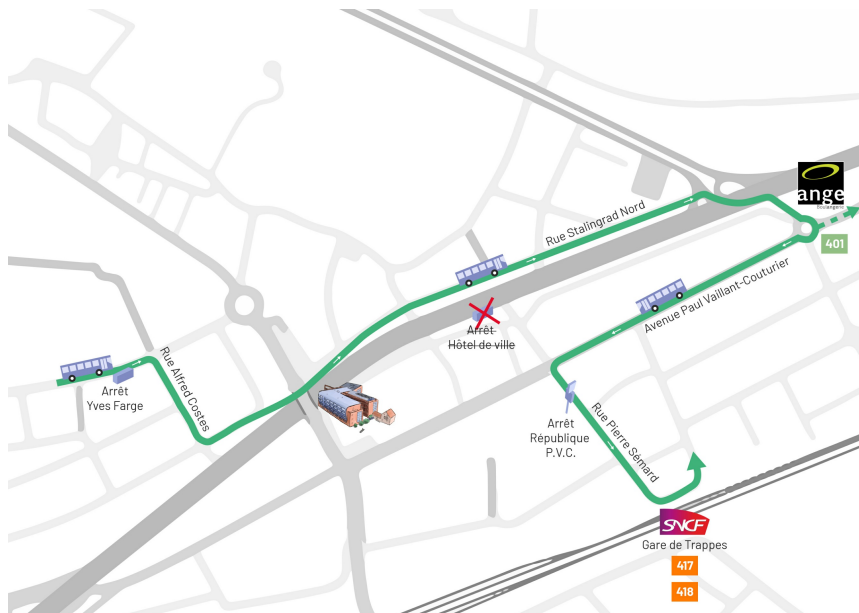 ange
Boulangerie
Rue Stalingrad Nord
401
Avenue Paul Vaillant-Couturier
Arrêt
Hôtel de ville
Rue Alfred Costes
Arrêt
Yves Farge
Arrêt
République
P.V.C.
Rue Pierre Sémard
SNCF
Gare de Trappes
417
418